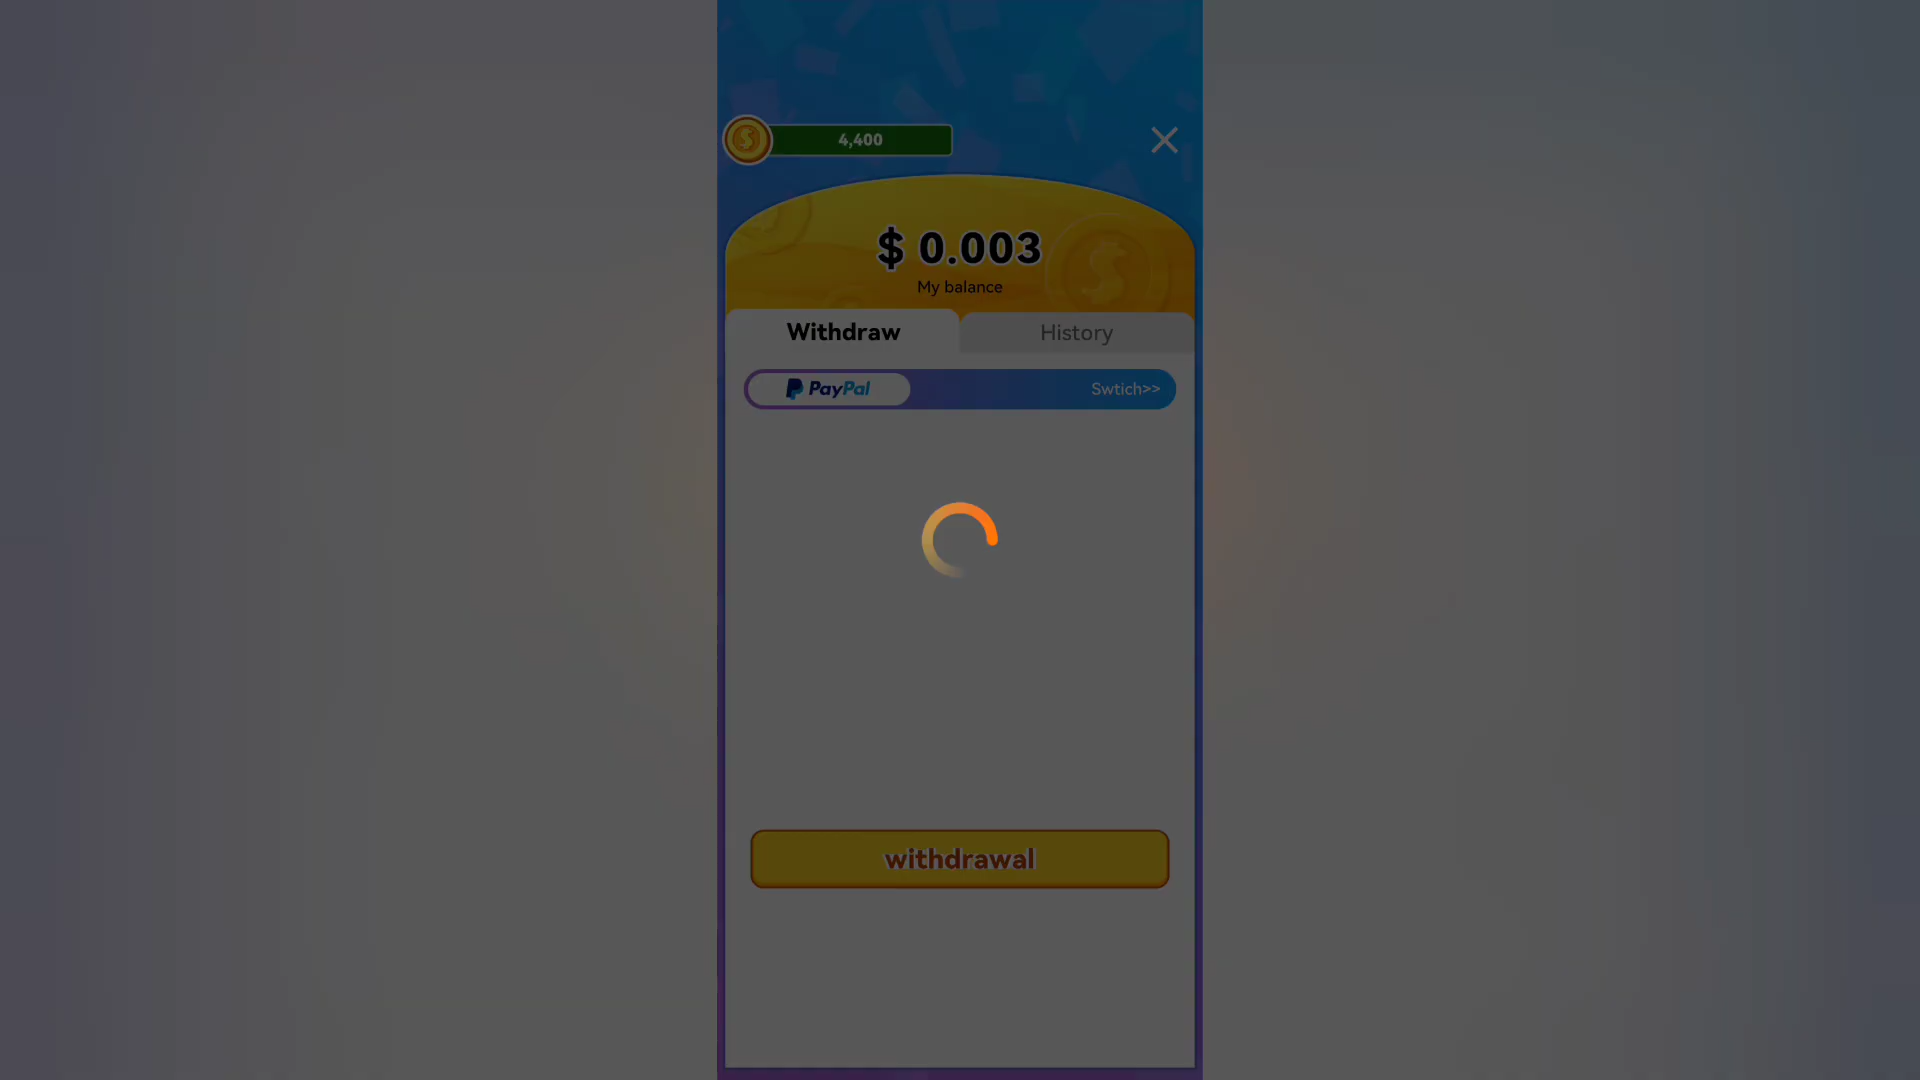 4,400
$ 0.003
My balance
Withdraw
History
PayPal
Swtich>>
withdrawal